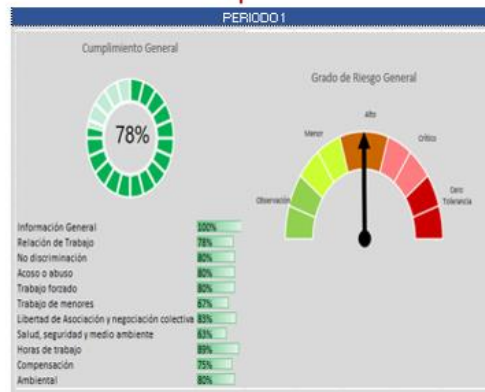 PERIODO1
Cumplimiento General
78%
Grado de Riesgo General
Observación
Menor
Alto
Crítico
Cero
Tolerancia
Información General 100%
Relación de Trabajo 78%
No discriminación 80%
Acoso o abuso 80%
Trabajo forzado 80%
Trabajo de menores 67%
Libertad de Asociación y negociación colectiva 83%
Salud, seguridad y medio ambiente 63%
Horas de trabajo 89%
Compensación 75%
Ambiental 80%